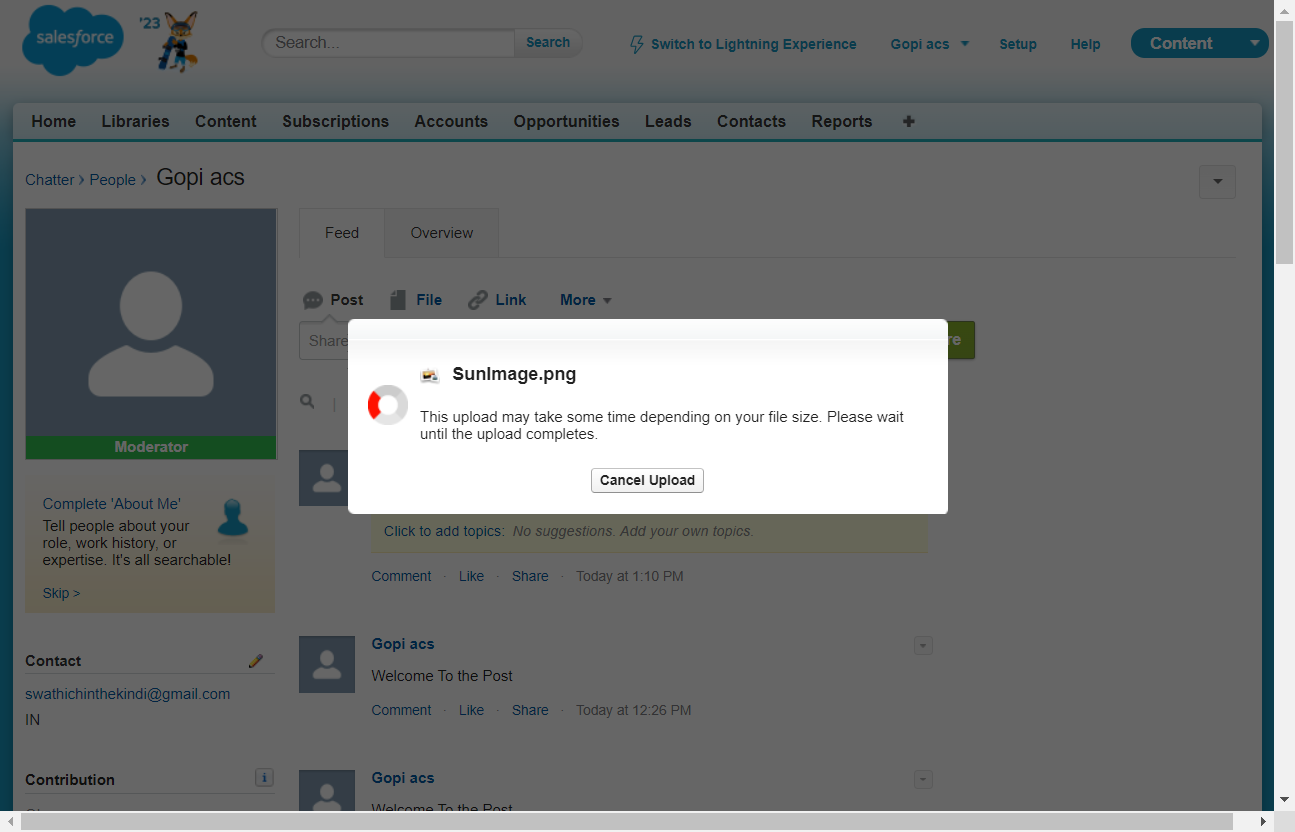 salesforce '23
Search...
Search
Switch to Lightning Experience
Gopi acs
Setup
Help
Content
Home Libraries Content Subscriptions Accounts Opportunities Leads Contacts Reports +
Chatter › People › Gopi acs
Moderator
Complete 'About Me'
Tell people about your
role, work history, or
expertise. It's all searchable!
Skip >
Contact
swathichinthekindi@gmail.com
IN
Contribution
Feed Overview
Post File Link More
Share
SunImage.png
This upload may take some time depending on your file size. Please wait
until the upload completes.
Cancel Upload
Click to add topics: No suggestions. Add your own topics.
Comment · Like · Share · Today at 1:10 PM
Gopi acs
Welcome To the Post
Comment · Like · Share · Today at 12:26 PM
Gopi acs
Welcome To the Post